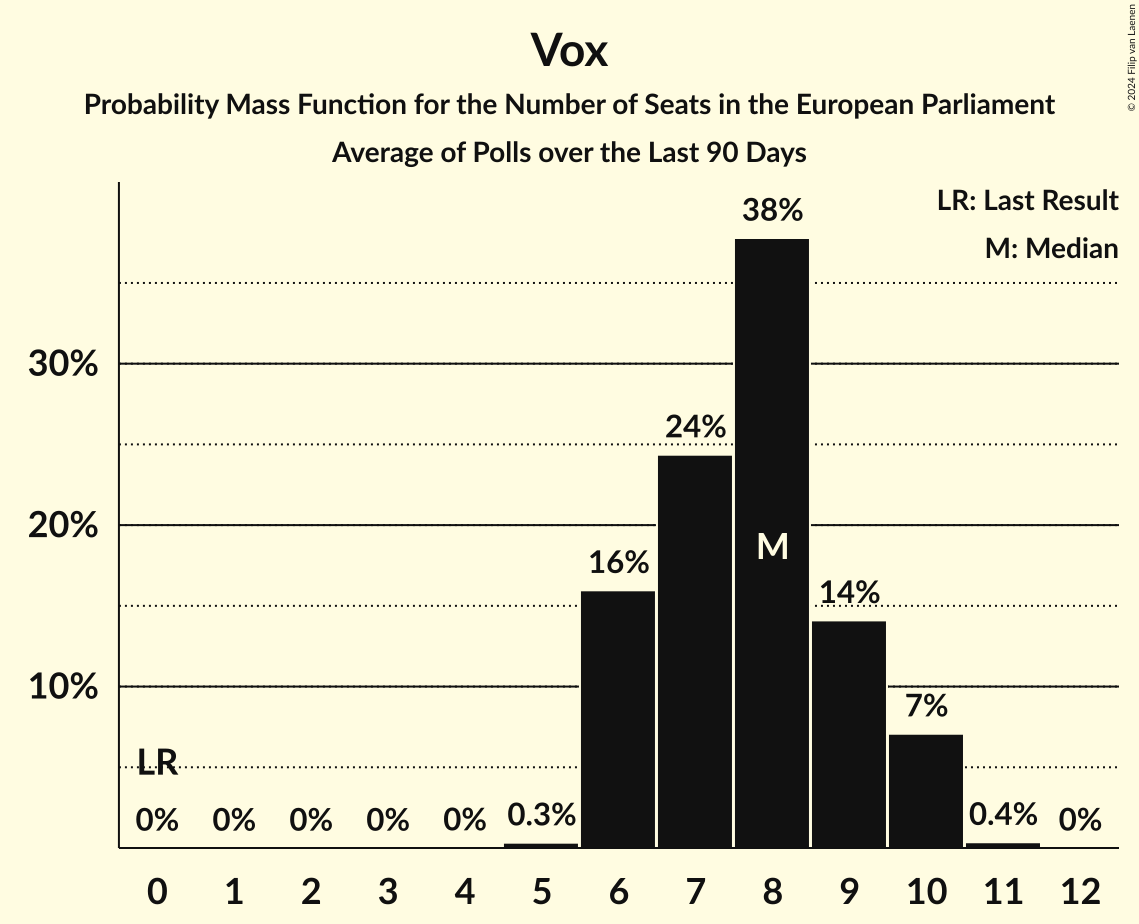 © 2024 Filip van Laenen
Vox
Probability Mass Function for the Number of Seats in the European Parliament
Average of Polls over the Last 90 Days
LR: Last Result
M: Median
38%
30%
24%
20%
M
16%
14%
10%
7%
LR
0% 0% 0% 0% 0% 0.3% 0.4% 0%
0 1 2 3 4 5 6 7 8 9 10 11 12